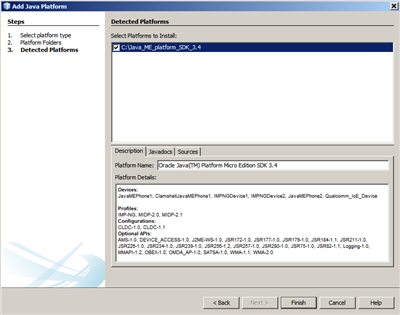 Add Java Platform
Steps
1. Select platform type
2. Platform Folders
3. Detected Platforms
Detected Platforms
Select Platforms to Install:
C:\Java_ME_platform_SDK_3.4
Description Javadocs Sources
Platform Name: Oracle Java(TM) Platform Micro Edition SDK 3.4
Platform Details:
Devices:
JavaMEPhone1, ClamshellJavaMEPhone1, IMPNGDevice1, IMPNGDevice2, JavaMEPhone2, Qualcomm_IoE_Device
Profiles:
IMP-NG, MIDP-2.0, MIDP-2.1
Configurations:
CLDC-1.0, CLDC-1.1
Optional APIs:
AMS-1.0, DEVICE_ACCESS-1.0, J2ME-WS-1.0, JSR172-1.0, JSR177-1.0, JSR179-1.0, JSR184-1.1, JSR211-1.0,
JSR226-1.0, JSR234-1.0, JSR239-1.0, JSR256-1.2, JSR257-1.0, JSR280-1.0, JSR75-1.0, JSR82-1.1, Logging-1.0,
MMAPI-1.2, OBEX-1.0, OMDA_AP-1.0, SATSA-1.0, WMA-1.1, WMA-2.0
< Back Next > Finish Cancel Help